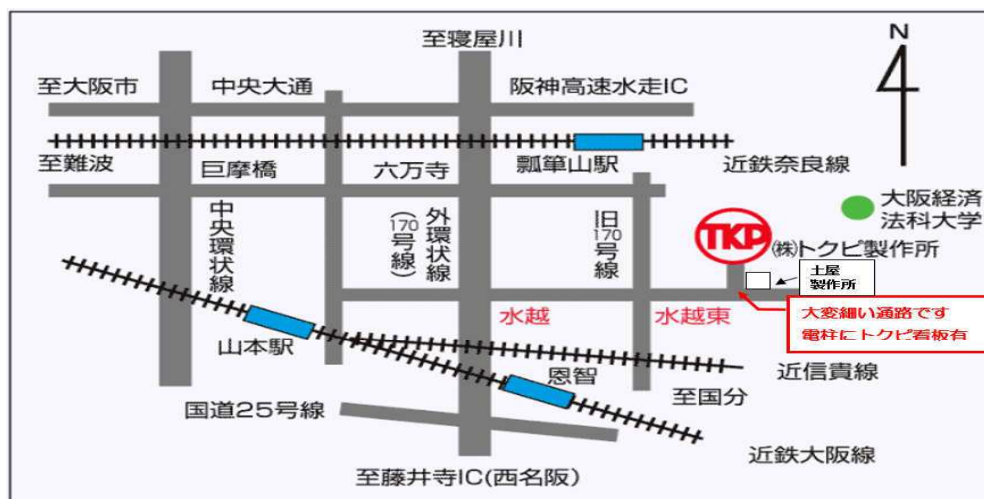 至寝屋川
至大阪市
中央大通
阪神高速水走IC
至難波
巨摩橋
六万寺
瓢箪山駅
近鉄奈良線
大阪経済
法科大学
中央環状線
外環状線
(170号線)
旧170号線
TKP
㈱トクピ製作所
土屋
製作所
水越
水越東
大変細い通路です
電柱にトクピ看板有
山本駅
恩智
近信貴線
至国分
国道25号線
近鉄大阪線
至藤井寺IC(西名阪)